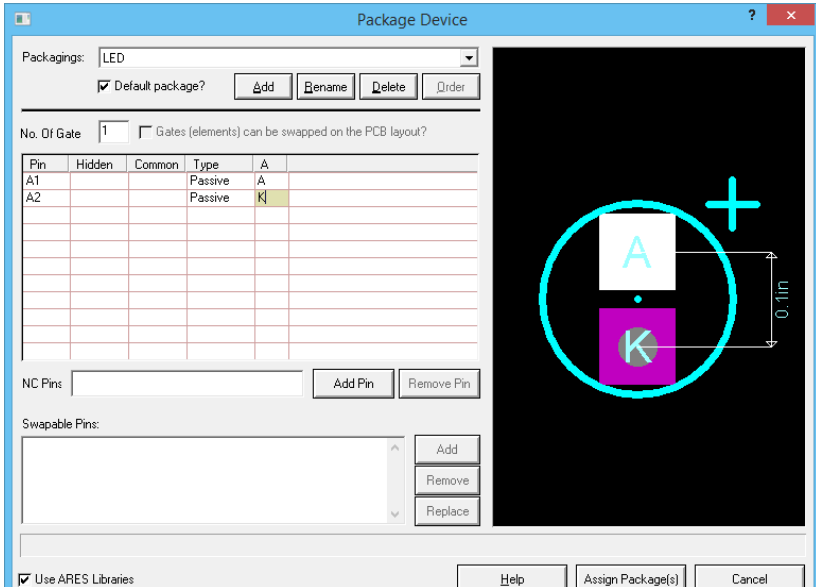 Package Device
?
×
Packagings: LED
Default package? Add Rename Delete Order
No. Of Gate 1 Gates (elements) can be swapped on the PCB layout?
Pin Hidden Common Type A
A1 Passive A
A2 Passive K
NC Pins Add Pin Remove Pin
Swapable Pins:
Add
Remove
Replace
Use ARES Libraries Help Assign Package(s) Cancel
+
A
0.1in
K